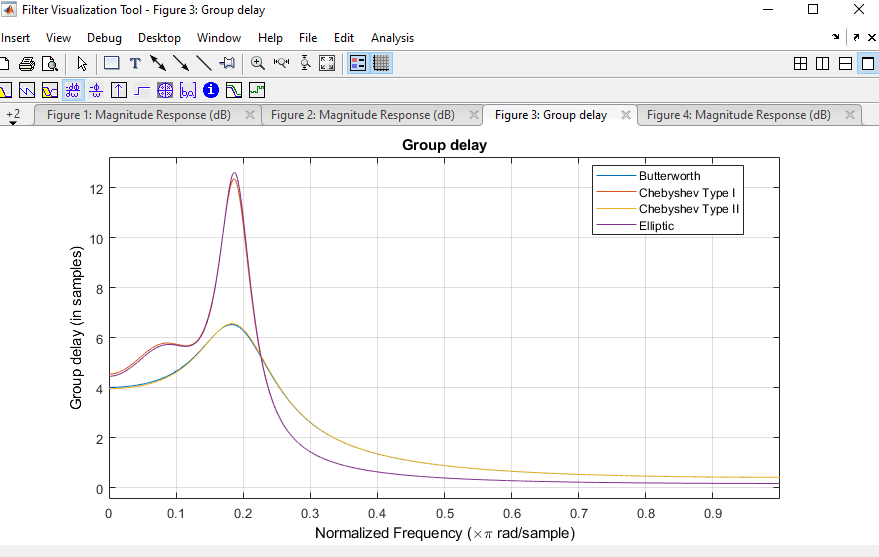 Filter Visualization Tool - Figure 3: Group delay
Insert View Debug Desktop Window Help File Edit Analysis
+2 Figure 1: Magnitude Response (dB) Figure 2: Magnitude Response (dB) Figure 3: Group delay Figure 4: Magnitude Response (dB)
Group delay
Butterworth
Chebyshev Type I
Chebyshev Type II
Elliptic
Group delay (in samples)
12
10
8
6
4
2
0
0 0.1 0.2 0.3 0.4 0.5 0.6 0.7 0.8 0.9
Normalized Frequency (×π rad/sample)